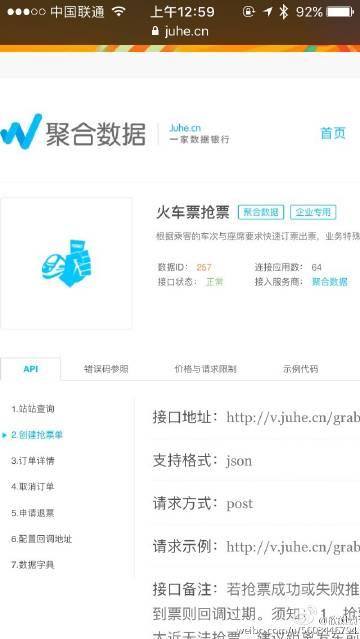 中国联通 上午12:59 92%
juhe.cn
聚合数据 Juhe.cn 首页
一家数据银行
火车票抢票 聚合数据 企业专用
根据乘客的车次与座席要求快速订票出票，业务特殊
数据ID： 257 连接应用数： 64
接口状态： 正常 接入服务商： 聚合数据
API 错误码参照 价格与请求限制 示例代码
1.站站查询
2.创建抢票单
3.订单详情
4.取消订单
5.申请退票
6.配置回调地址
7.数据字典
接口地址：http://v.juhe.cn/grab
支持格式：json
请求方式：post
请求示例：http://v.juhe.cn/grab
接口备注：若抢票成功或失败推
到票则回调过期。须知：1、抢